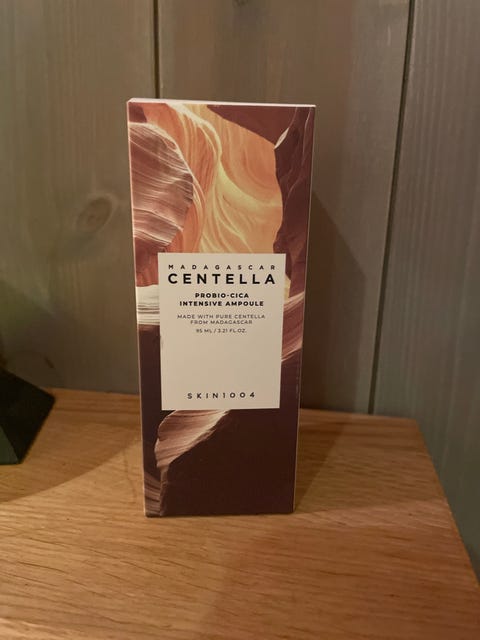 MADAGASCAR
CENTELLA
PROBIO-CICA
INTENSIVE AMPOULE
MADE WITH PURE CENTELLA
FROM MADAGASCAR
95 ML / 3.21 FL.OZ.
SKIN1004